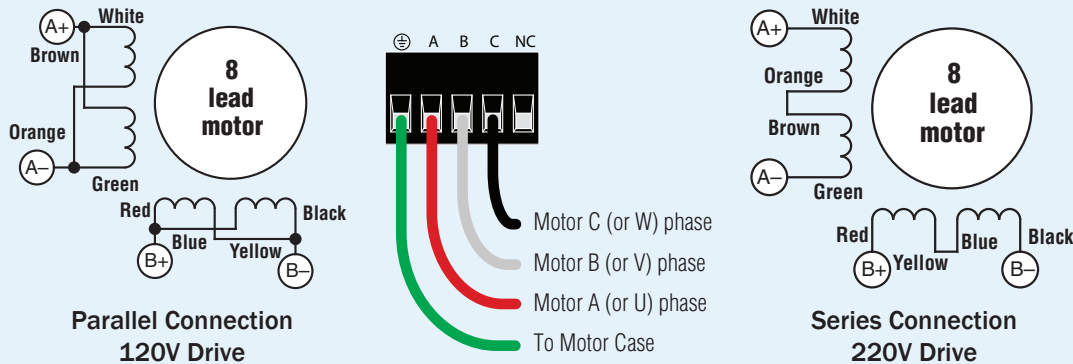 A+
White
Brown
8
lead
motor
Orange
A–
Green
Red
Black
Blue
Yellow
B+
B–
Parallel Connection
120V Drive
A
B
C
NC
Motor C (or W) phase
Motor B (or V) phase
Motor A (or U) phase
To Motor Case
A+
White
Orange
8
lead
motor
Brown
A–
Green
Red
Blue
Black
Yellow
B+
B–
Series Connection
220V Drive